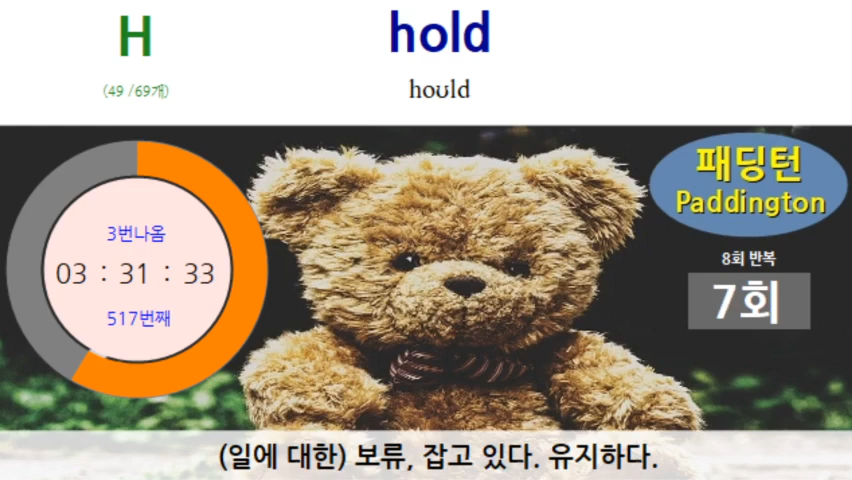 H
hold
(49 /69개)
hoʊld
패딩턴
Paddington
3번나옴
03 : 31 : 33
517번째
8회 반복
7회
(일에 대한) 보류, 잡고 있다. 유지하다.